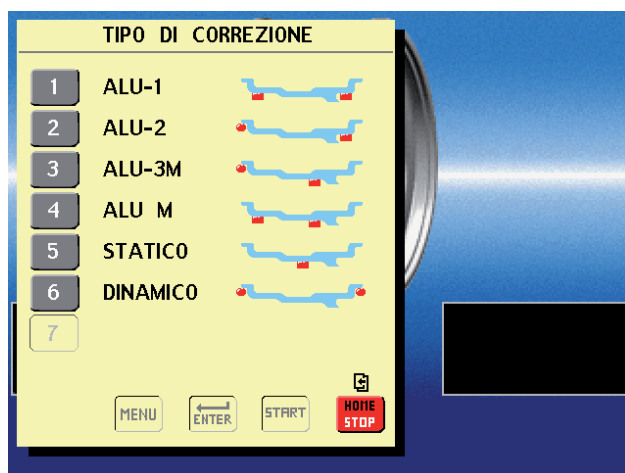 TIPO DI CORREZIONE
1 ALU-1
2 ALU-2
3 ALU-3M
4 ALU M
5 STATICO
6 DINAMICO
7
MENU ENTER START HOME STOP